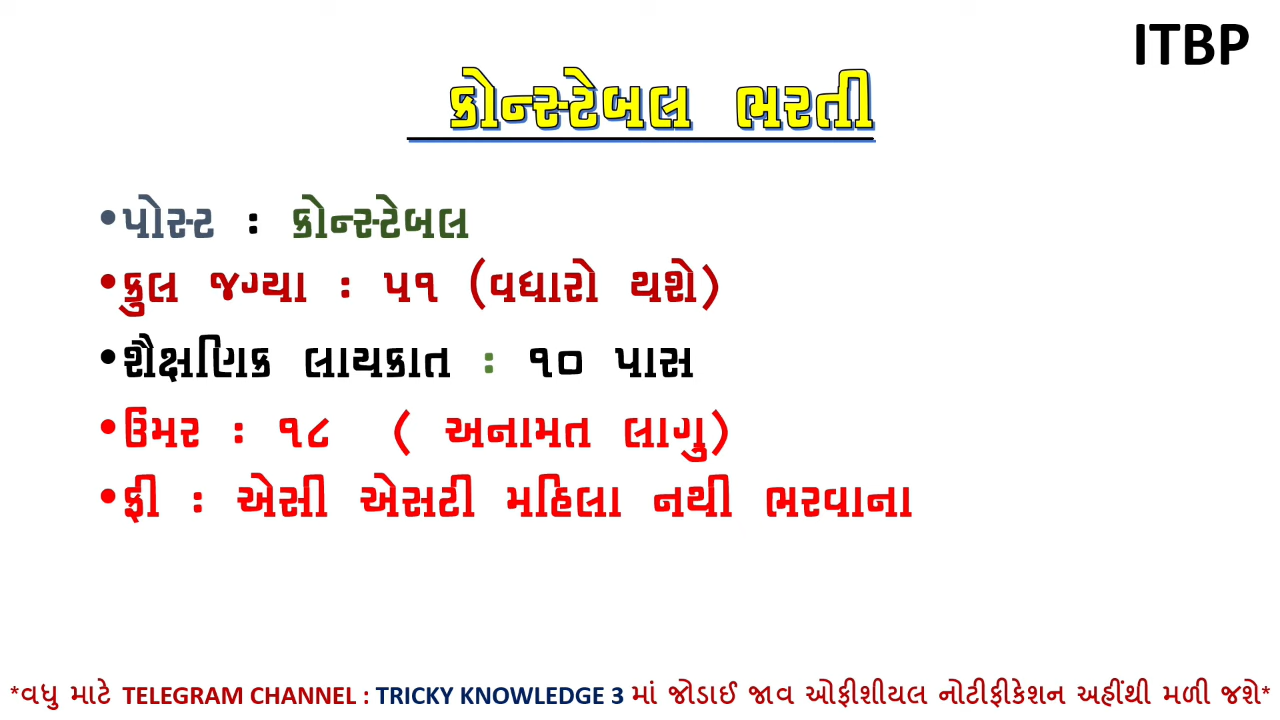 ITBP
કોન્સ્ટેબલ ભરતી
•પોસ્ટ : કોન્સ્ટેબલ
•કુલ જગ્યા : ૫૧ (વધારો થશે)
•શૈક્ષણિક લાયકાત : ૧૦ પાસ
•ઉંમર : ૧૮ ( અનામત લાગુ)
•ફી : એસી એસટી મહિલા નથી ભરવાના
*વધુ માટે TELEGRAM CHANNEL : TRICKY KNOWLEDGE 3 માં જોડાઈ જાવ ઓફીશીયલ નોટીફીકેશન અહીંથી મળી જશે*